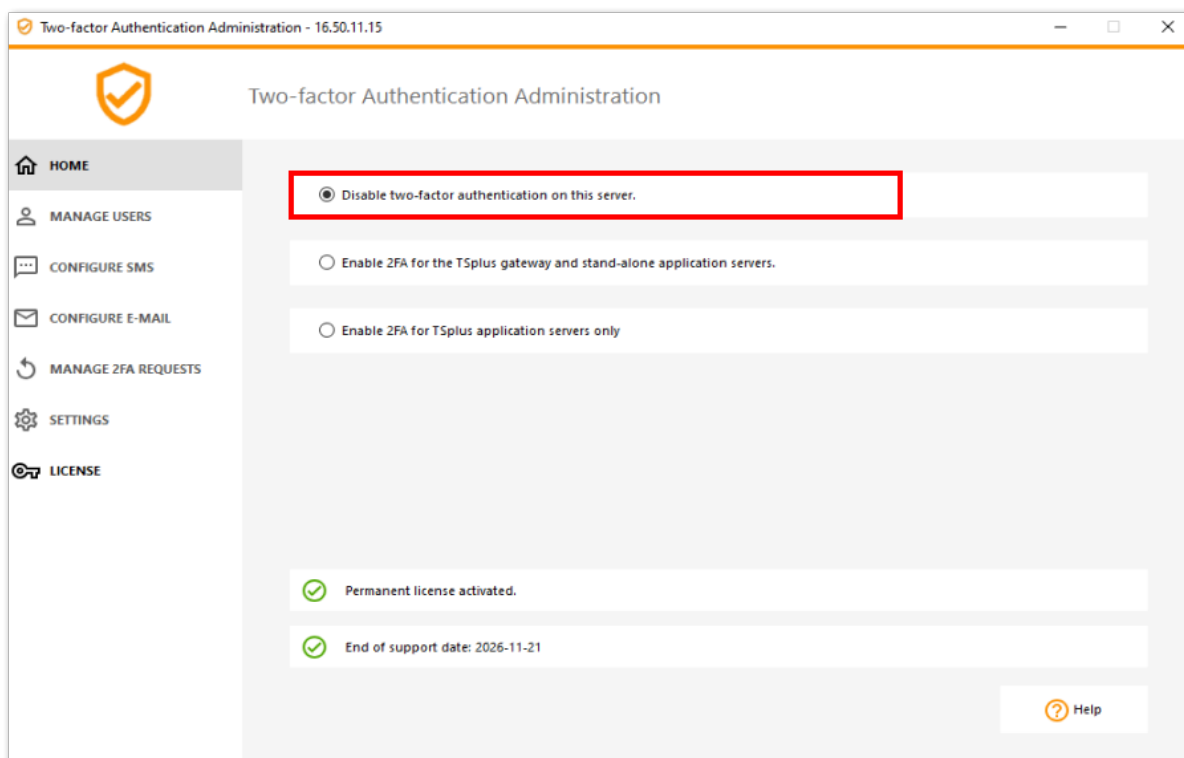 Two-factor Authentication Administration - 16.50.11.15
Two-factor Authentication Administration
HOME
MANAGE USERS
CONFIGURE SMS
CONFIGURE E-MAIL
MANAGE 2FA REQUESTS
SETTINGS
LICENSE
Disable two-factor authentication on this server.
Enable 2FA for the TSplus gateway and stand-alone application servers.
Enable 2FA for TSplus application servers only
Permanent license activated.
End of support date: 2026-11-21
Help